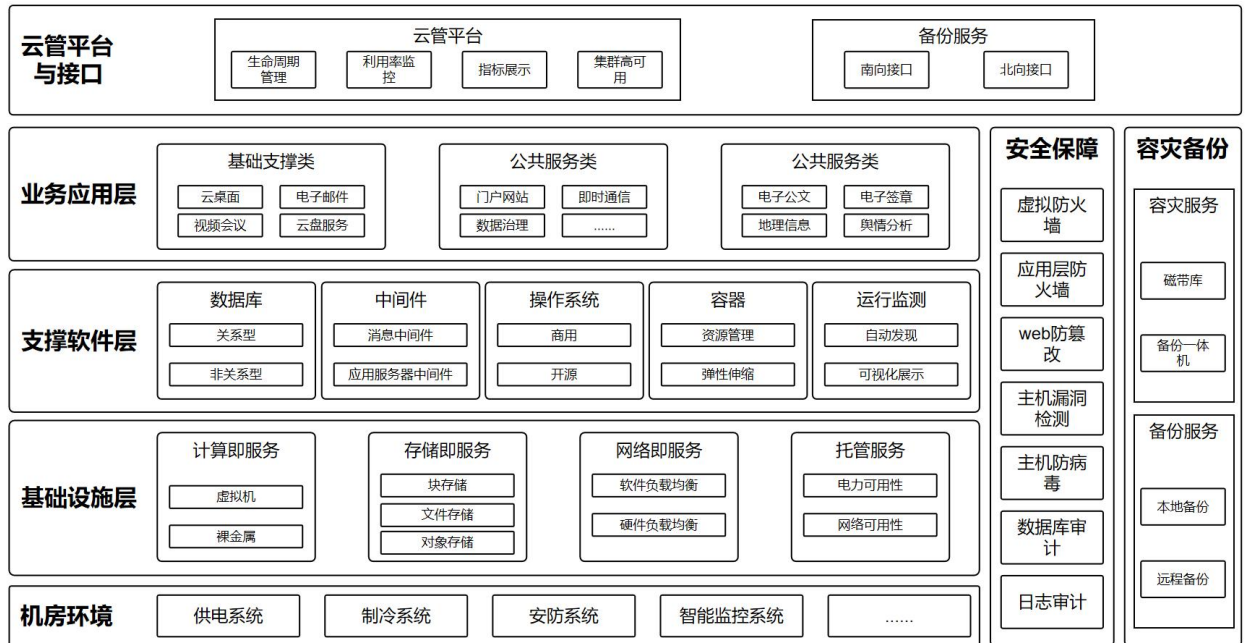 云管平台
与接口
云管平台
生命周期
管理
利用率监
控
指标展示
集群高可
用
备份服务
南向接口
北向接口
业务应用层
基础支撑类
云桌面
电子邮件
视频会议
云盘服务
公共服务类
门户网站
即时通信
数据治理
......
公共服务类
电子公文
电子签章
地理信息
舆情分析
支撑软件层
数据库
关系型
非关系型
中间件
消息中间件
应用服务器中间件
操作系统
商用
开源
容器
资源管理
弹性伸缩
运行监测
自动发现
可视化展示
基础设施层
计算即服务
虚拟机
裸金属
存储即服务
块存储
文件存储
对象存储
网络即服务
软件负载均衡
硬件负载均衡
托管服务
电力可用性
网络可用性
机房环境
供电系统
制冷系统
安防系统
智能监控系统
......
安全保障
虚拟防火
墙
应用层防
火墙
web防篡
改
主机漏洞
检测
主机防病
毒
数据库审
计
日志审计
容灾备份
容灾服务
磁带库
备份一体
机
备份服务
本地备份
远程备份